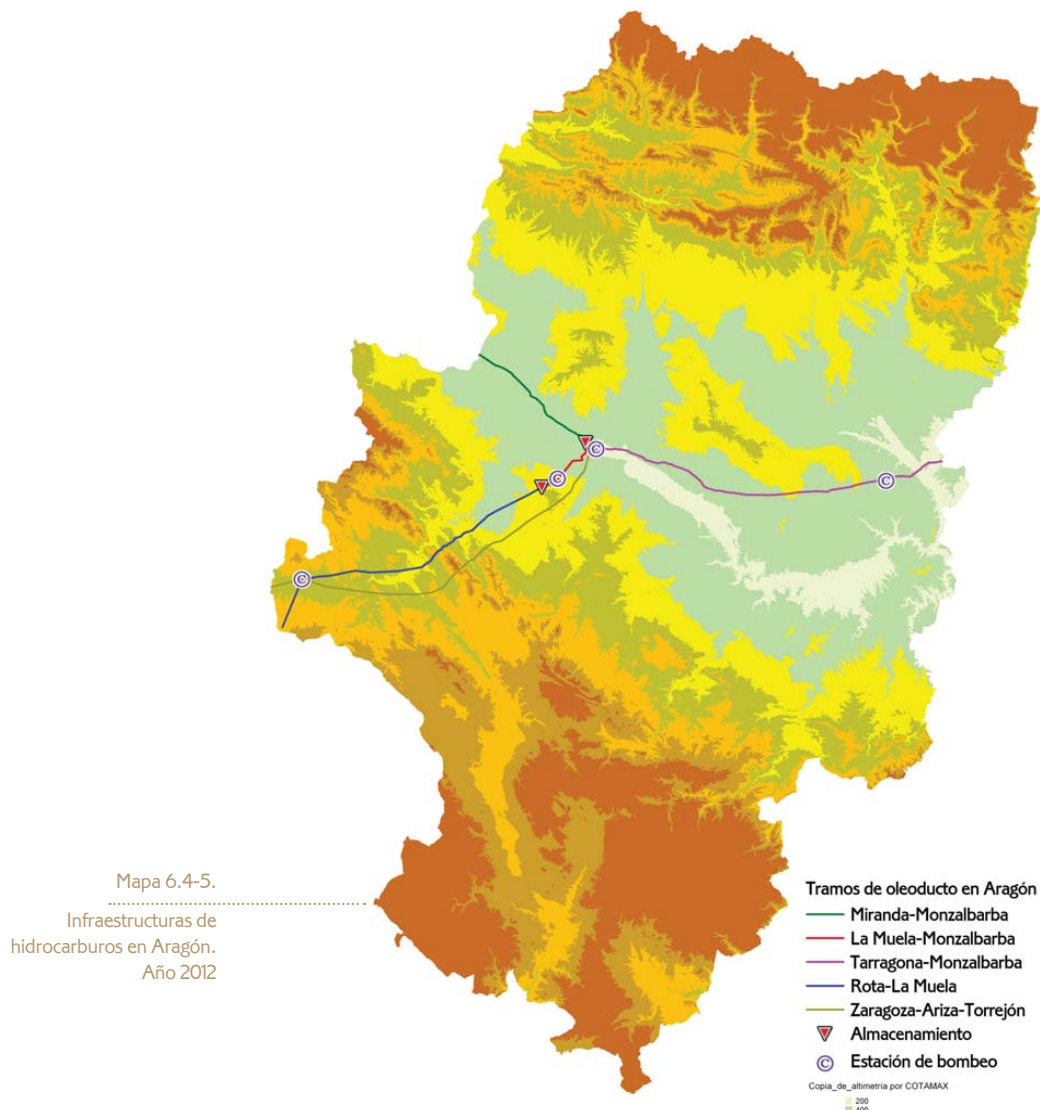 Mapa 6.4-5.
Infraestructuras de
hidrocarburos en Aragón.
Año 2012
Tramos de oleoducto en Aragón
Miranda-Monzalbarba
La Muela-Monzalbarba
Tarragona-Monzalbarba
Rota-La Muela
Zaragoza-Ariza-Torrejón
Almacenamiento
© Estación de bombeo
Copia_de_altimetria por COTAMAX
200